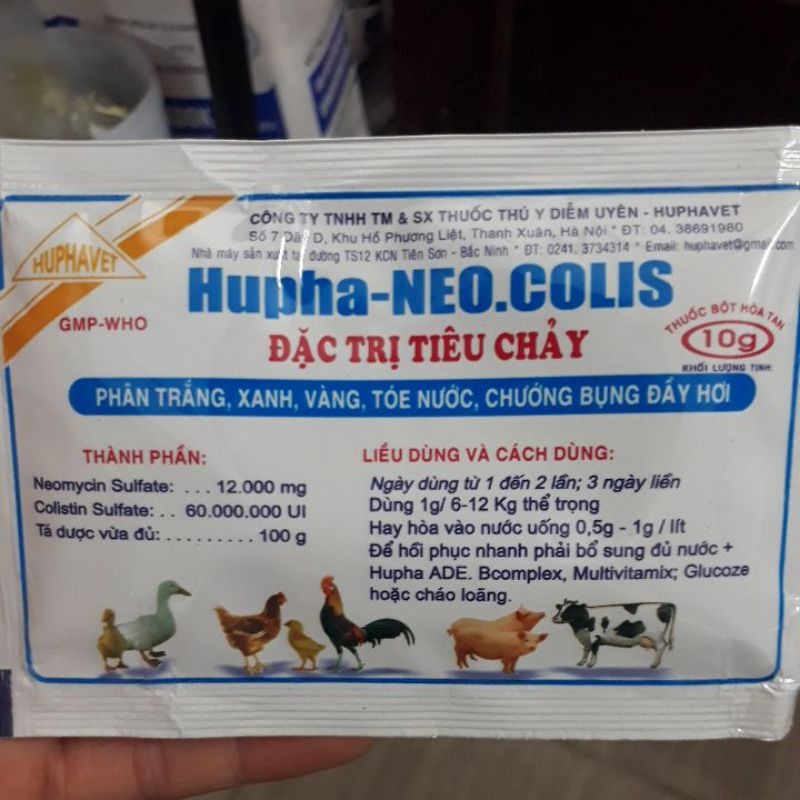 HUPHAVET
GMP-WHO
CÔNG TY TNHH TM & SX THUỐC THÚ Y DIỄM UYÊN - HUPHAVET
Số 7 Dãy D, Khu Hồ Phương Liệt, Thanh Xuân, Hà Nội * ĐT: 04. 38691980
Nhà máy sản xuất tại đường TS12 KCN Tiên Sơn - Bắc Ninh * ĐT: 0241. 3734314 * Email: huphavet@gmail.com
Hupha-NEO.COLIS
ĐẶC TRỊ TIÊU CHẢY
THUỐC BỘT HÒA TAN
10g
KHỐI LƯỢNG TỊNH:
PHÂN TRẮNG, XANH, VÀNG, TÓE NƯỚC, CHƯỚNG BỤNG ĐẦY HƠI
THÀNH PHẦN:
Neomycin Sulfate: . . . 12.000 mg
Colistin Sulfate: . . 60.000.000 UI
Tá dược vừa đủ: . . . . . . . . . 100 g
LIỀU DÙNG VÀ CÁCH DÙNG:
Ngày dùng từ 1 đến 2 lần; 3 ngày liền
Dùng 1g/ 6-12 Kg thể trọng
Hay hòa vào nước uống 0,5g - 1g / lít
Để hồi phục nhanh phải bổ sung đủ nước +
Hupha ADE. Bcomplex, Multivitamix; Glucoze
hoặc cháo loãng.